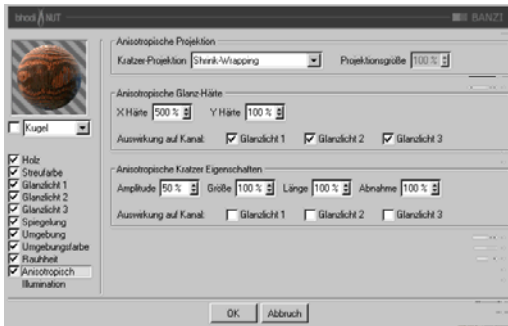 bhodi NUT
BANZI
Kugel
Holz
Streufarbe
Glanzlicht 1
Glanzlicht 2
Glanzlicht 3
Spiegelung
Umgebung
Umgebungsfarbe
Rauhheit
Anisotropisch
Illumination
Anisotropische Projektion
Kratzer-Projektion Shrink-Wrapping Projektionsgröße 100 %
Anisotropische Glanz-Härte
X Härte 500 % Y Härte 100 %
Auswirkung auf Kanal: Glanzlicht 1 Glanzlicht 2 Glanzlicht 3
Anisotropische Kratzer Eigenschaften
Amplitude 50 % Größe 100 % Länge 100 % Abnahme 100 %
Auswirkung auf Kanal: Glanzlicht 1 Glanzlicht 2 Glanzlicht 3
OK Abbruch